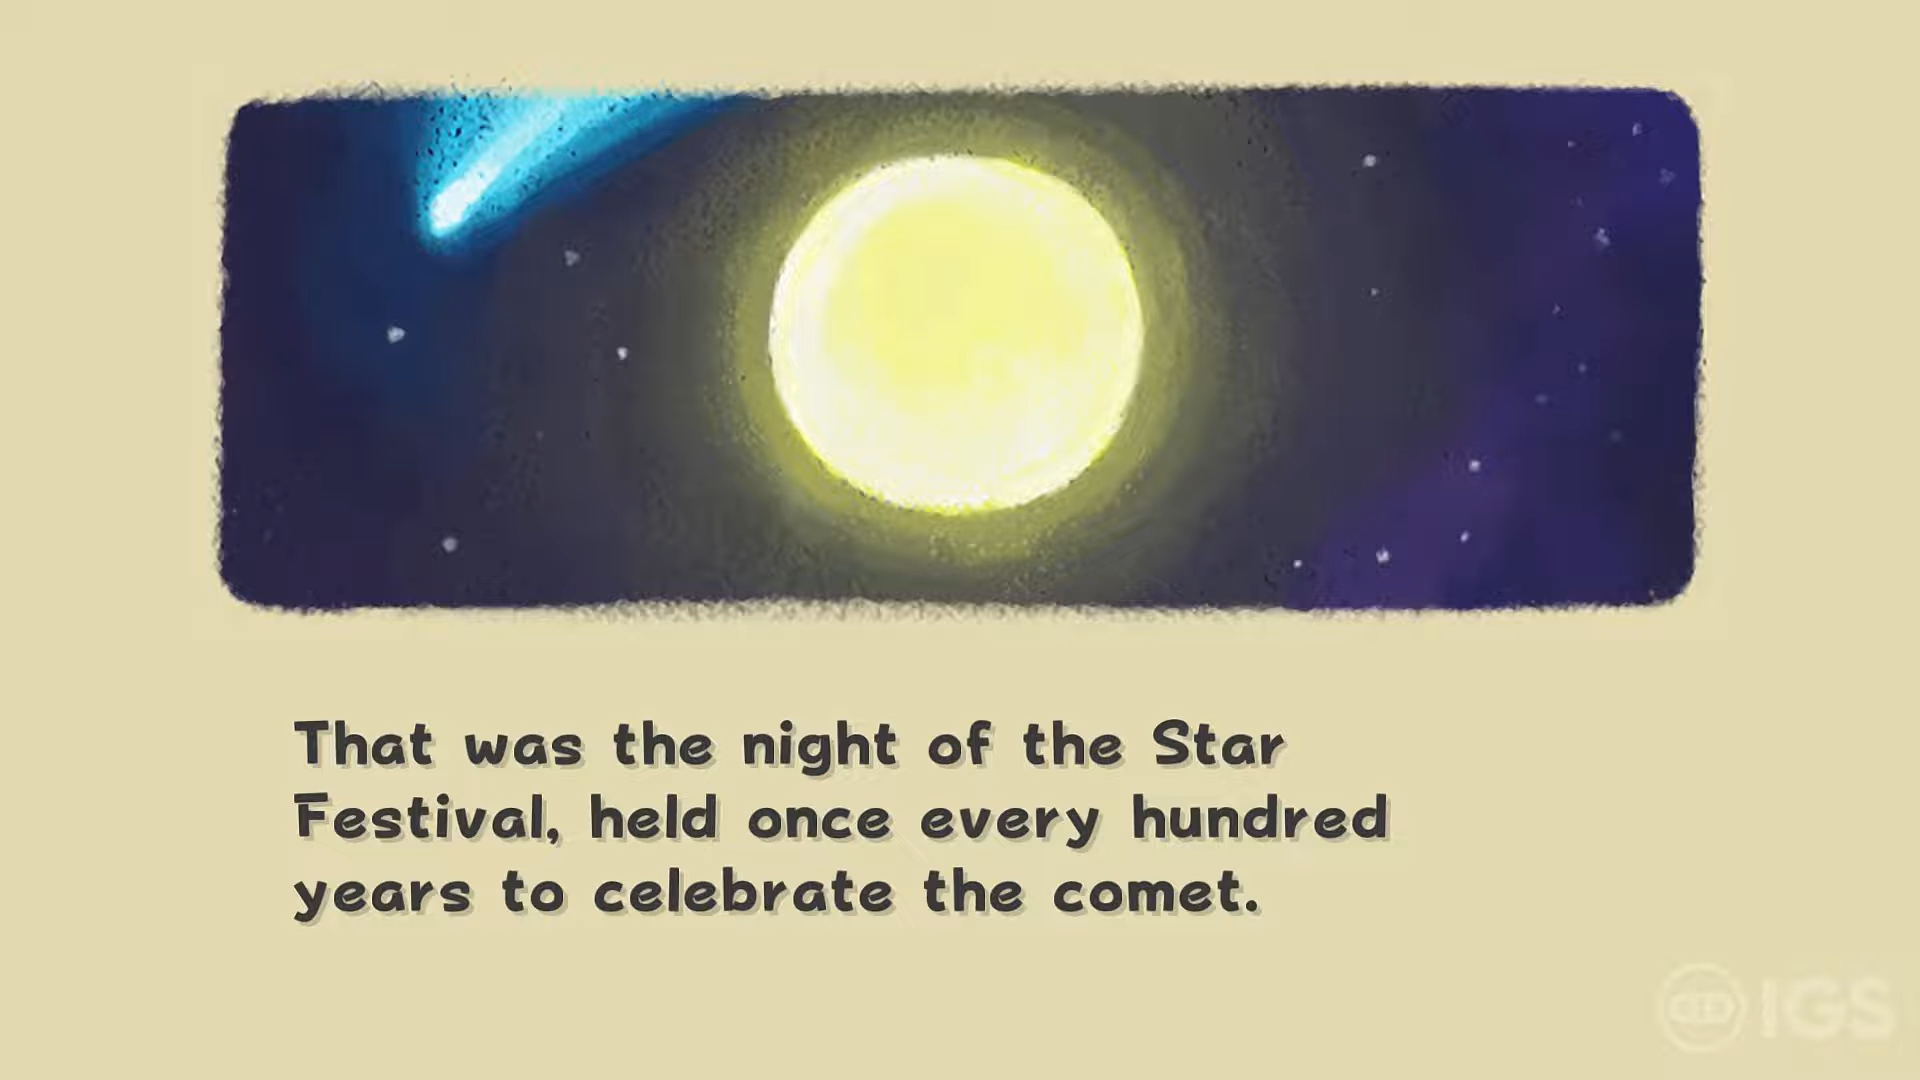 That was the night of the Star
Festival, held once every hundred
years to celebrate the comet.
IGS